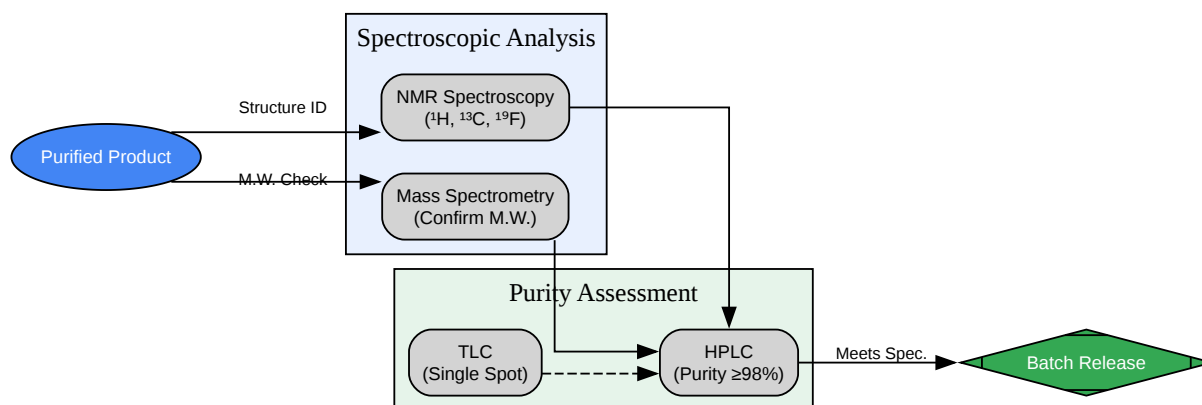 Spectroscopic Analysis
Structure ID
NMR Spectroscopy
(¹H, ¹³C, ¹⁹F)
Purified Product
M.W. Check
Mass Spectrometry
(Confirm M.W.)
Purity Assessment
TLC
(Single Spot)
HPLC
(Purity ≥98%)
Meets Spec.
Batch Release